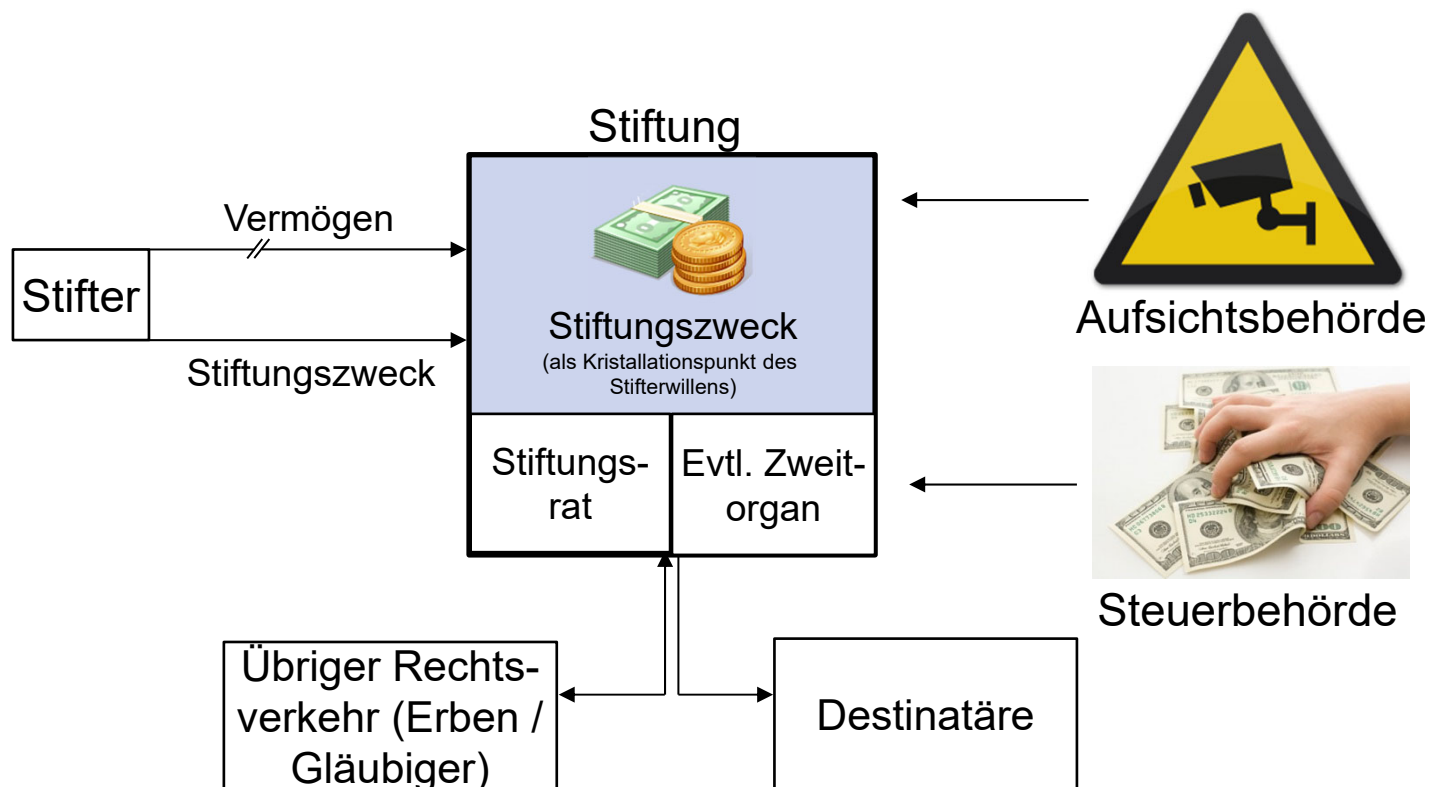 Stiftung
Vermögen
Stifter
Stiftungszweck
Stiftungszweck
(als Kristallationspunkt des
Stifterwillens)
Stiftungs-
rat
Evtl. Zweit-
organ
Aufsichtsbehörde
Steuerbehörde
Übriger Rechts-
verkehr (Erben /
Gläubiger)
Destinatäre